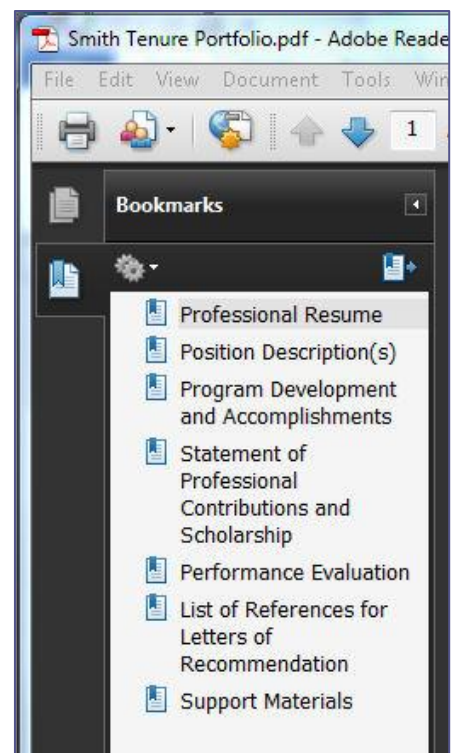 Smith Tenure Portfolio.pdf - Adobe Reade
File Edit View Document Tools Win
1
Bookmarks
Professional Resume
Position Description(s)
Program Development
and Accomplishments
Statement of
Professional
Contributions and
Scholarship
Performance Evaluation
List of References for
Letters of
Recommendation
Support Materials